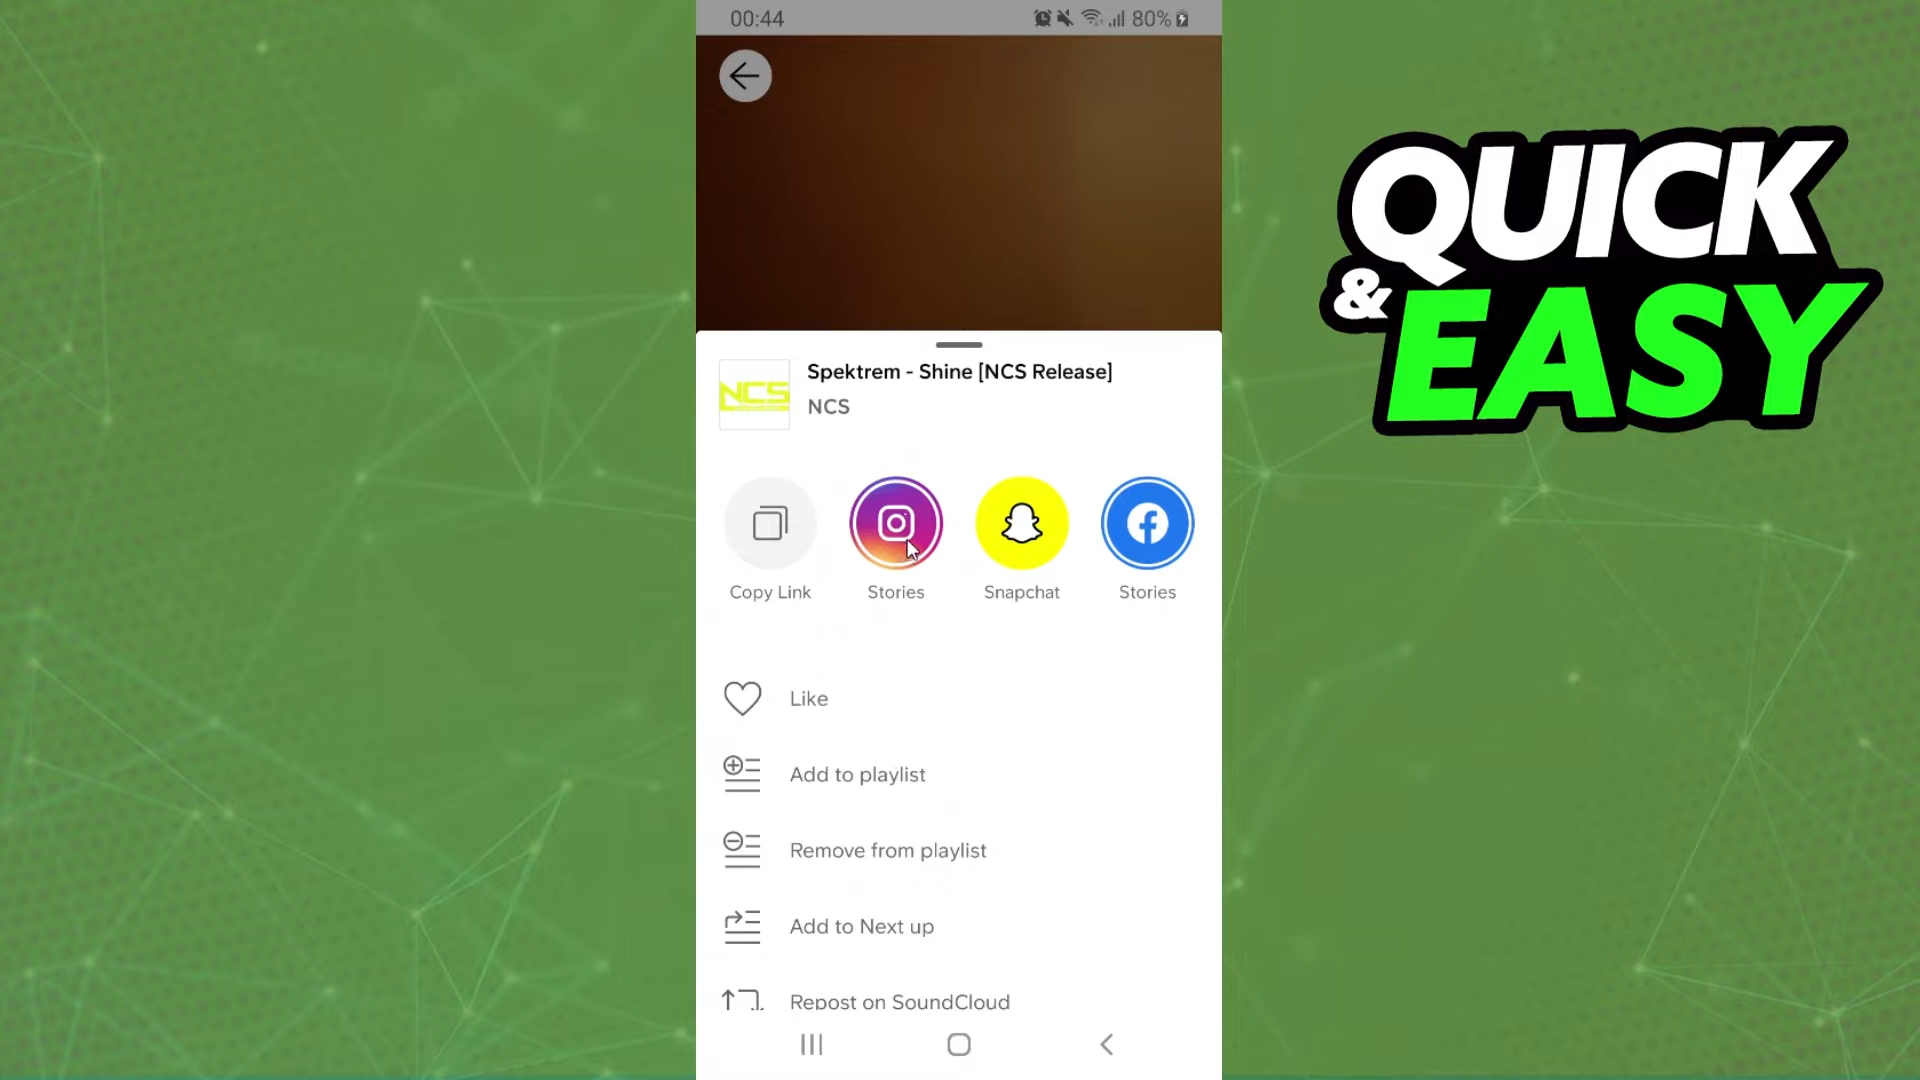 00:44
80%
QUICK
& EASY
Spektrem - Shine [NCS Release]
NCS
NCS
Copy Link
Stories
Snapchat
Stories
Like
Add to playlist
Remove from playlist
Add to Next up
Repost on SoundCloud